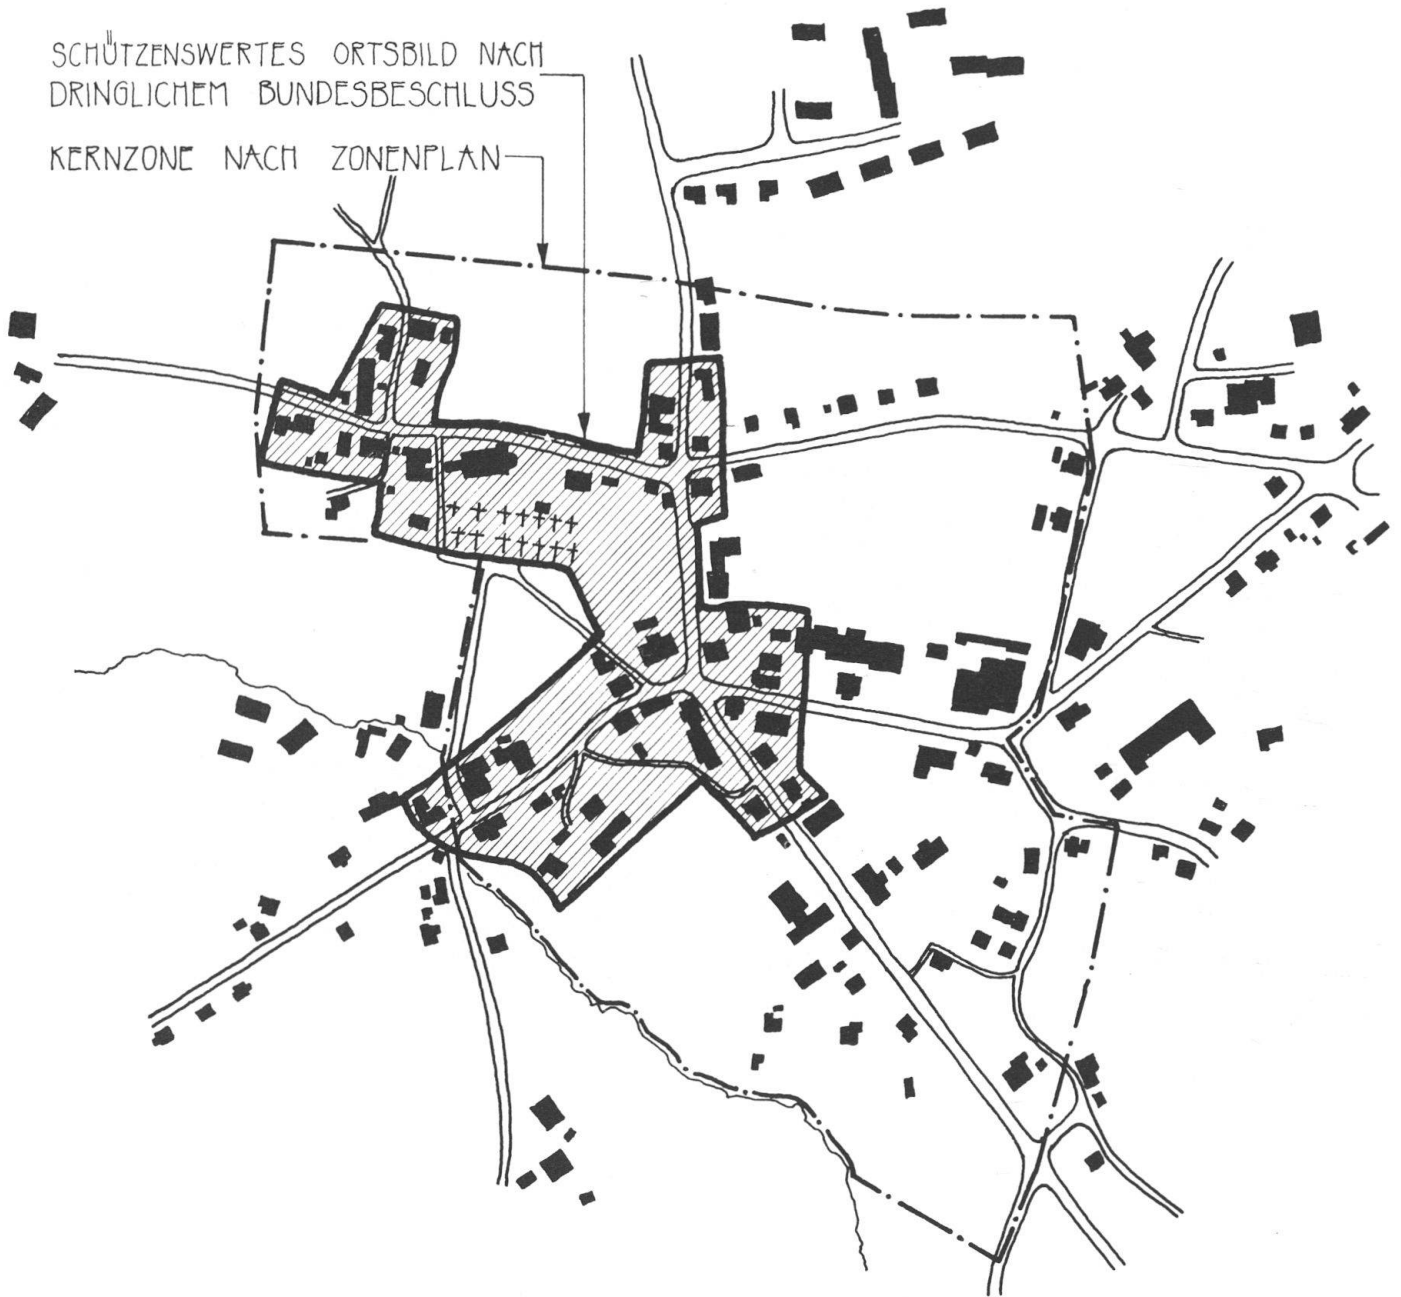 SCHÜTZENSWERTES ORTSBILD NACH
DRINGLICHEM BUNDESBESCHLUSS
KERNZONE NACH ZONENPLAN